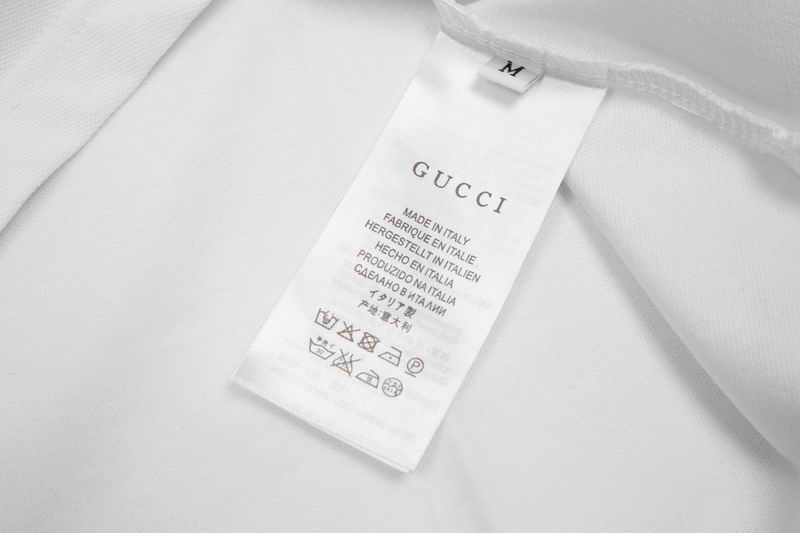 M
GUCCI
MADE IN ITALY
FABRIQUE EN ITALIE
HERGESTELLT IN ITALIEN
HECHO EN ITALIA
PRODUZIDO NA ITALIA
СДЕЛАНО В ИТАЛИИ
イタリア製
产地:意大利